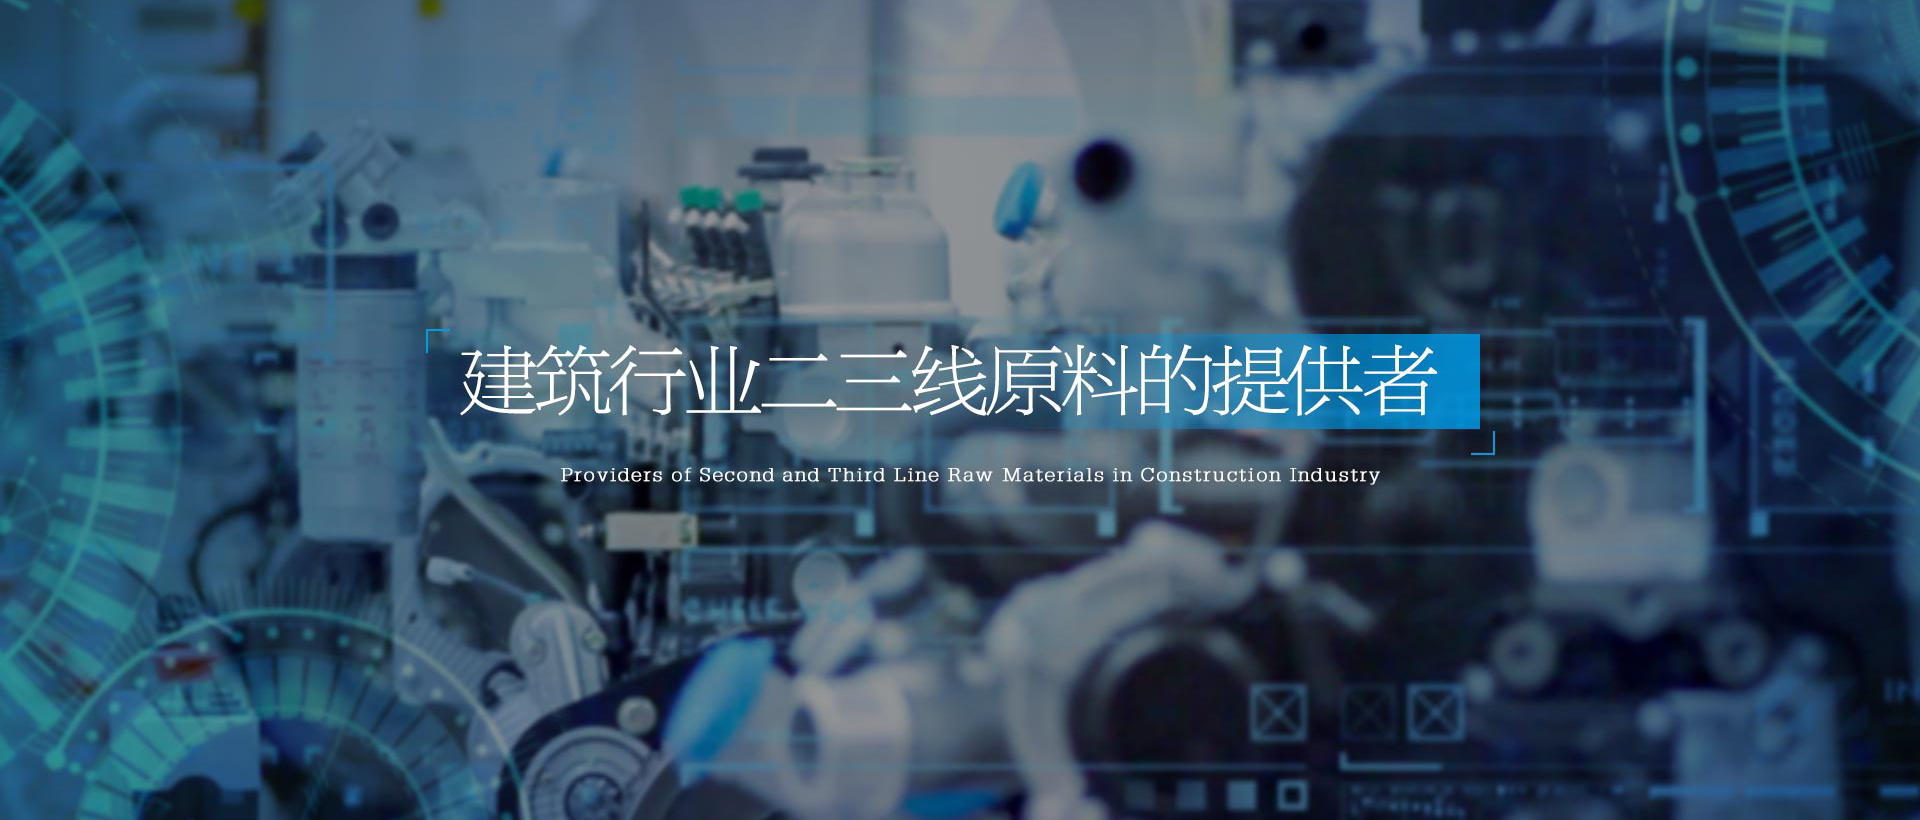 建筑行业二三线原料的提供者
Providers of Second and Third Line Raw Materials in Construction Industry